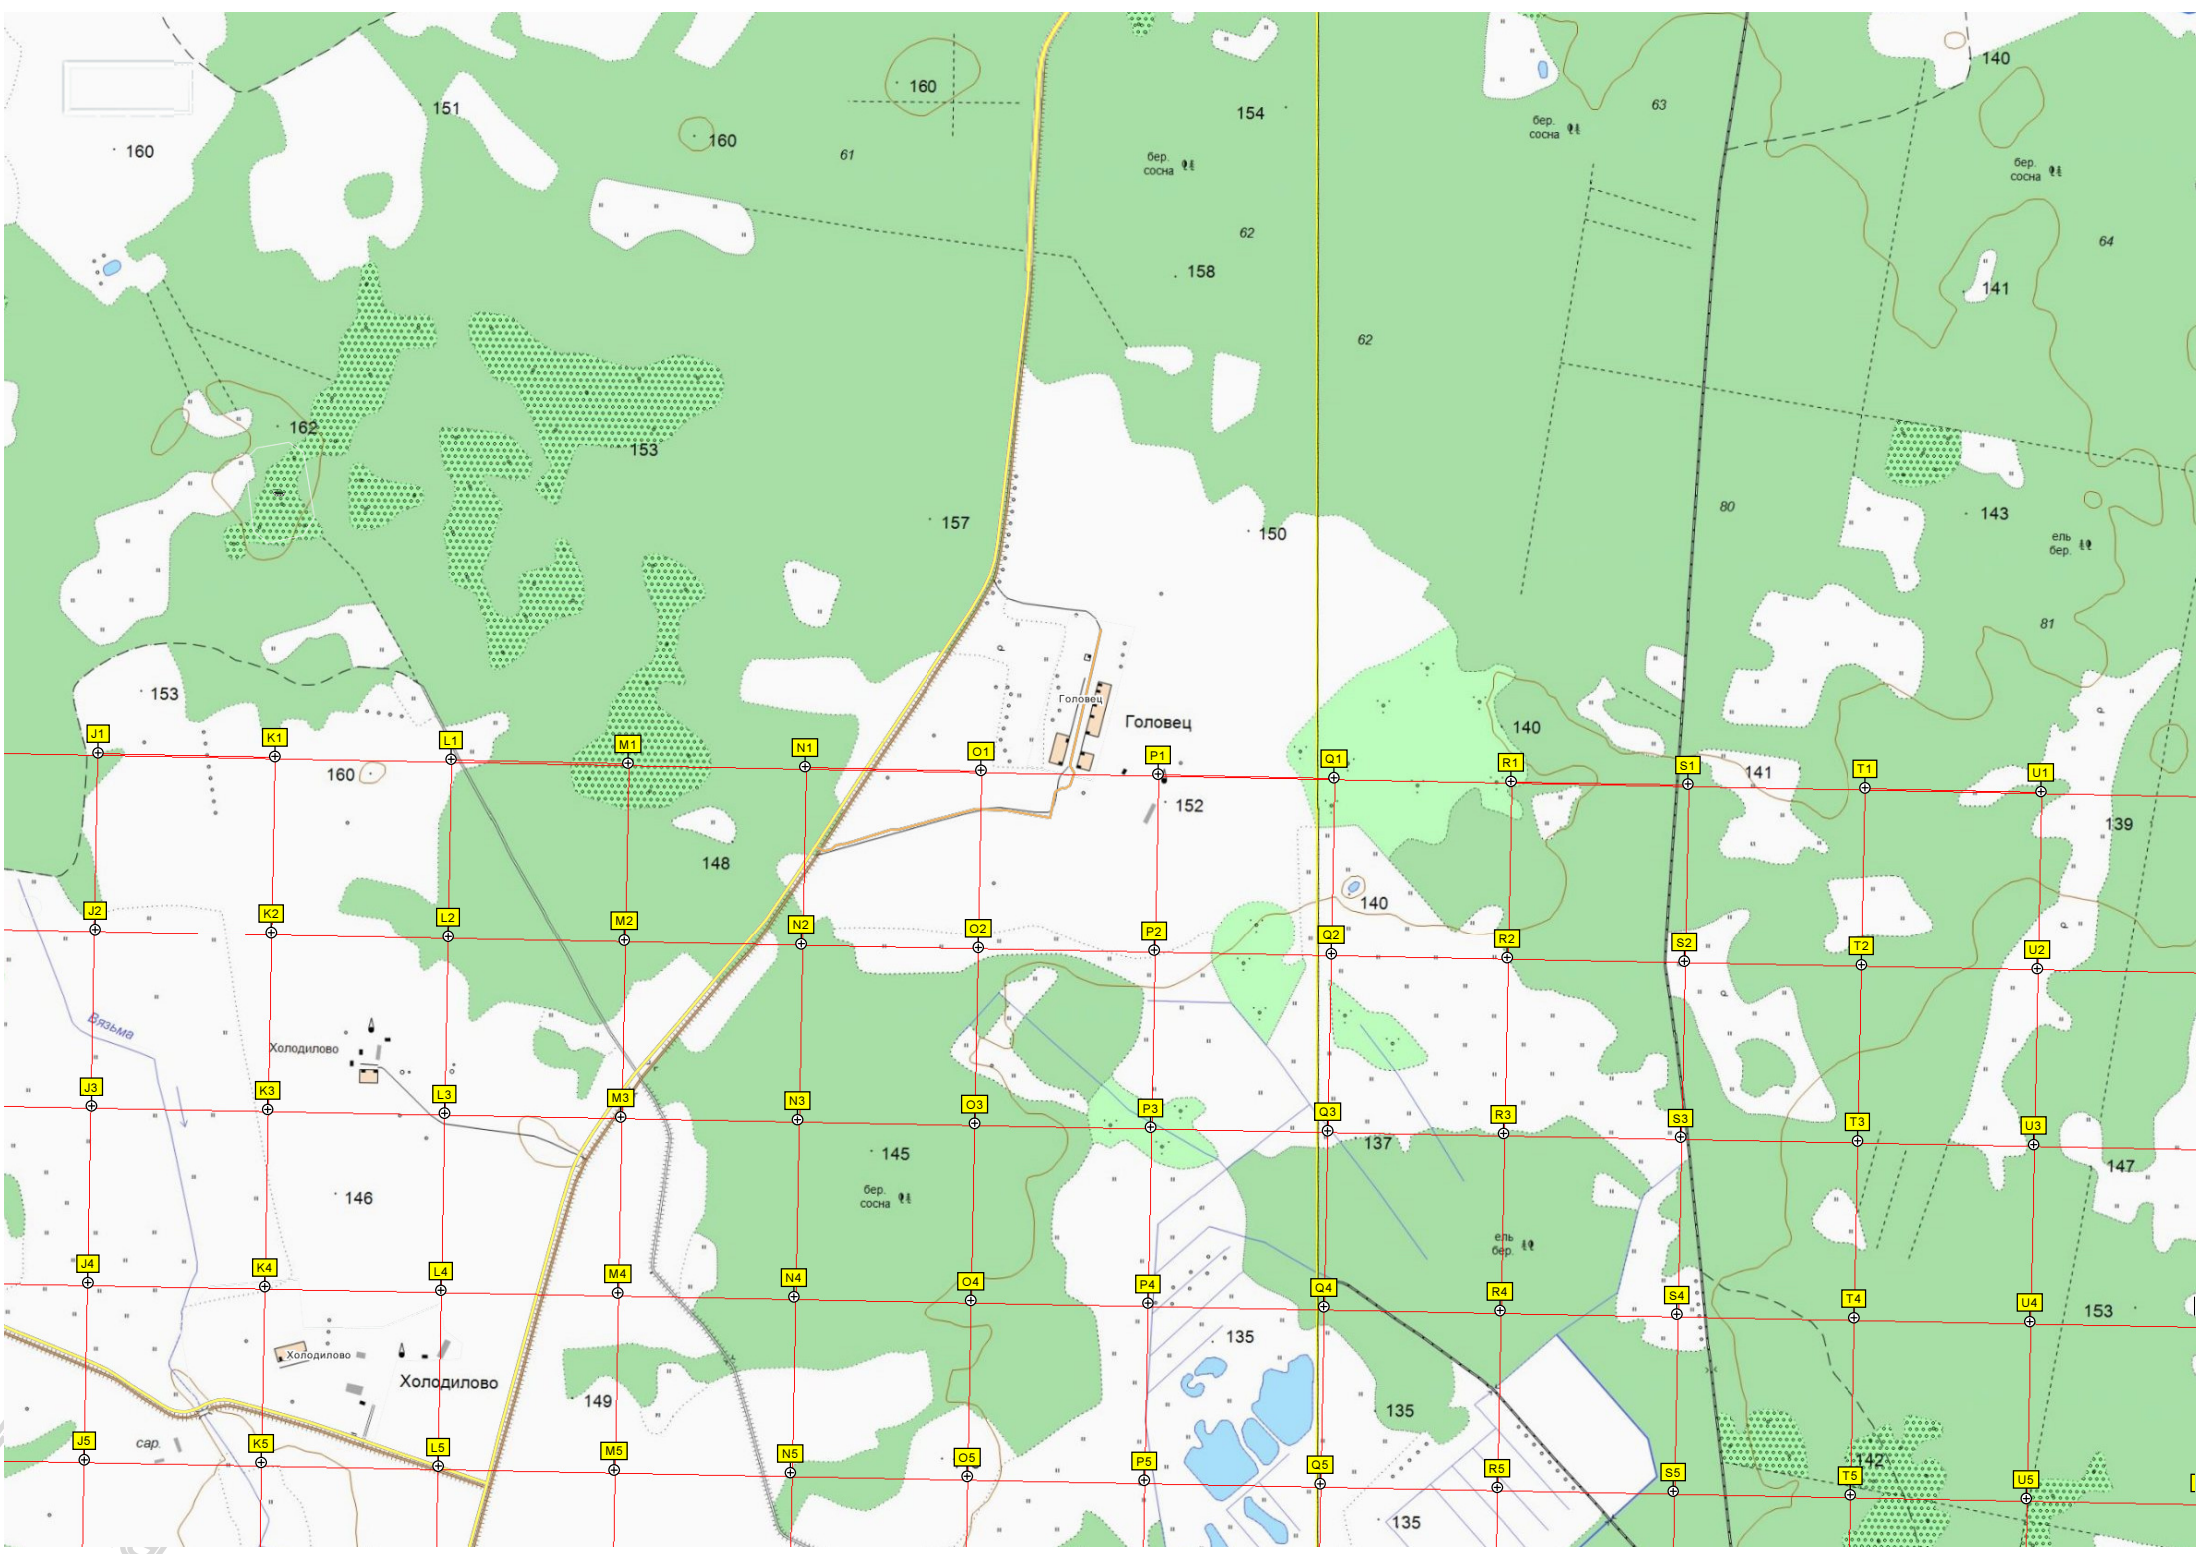 140
151
160
63
154
160
бер.
сосна
160
160
61
бер.
сосна
бер.
сосна
62
64
158
141
62
162
153
80
157
150
143
ель
бер.
81
153
Головец
Головец
140
J1
K1
L1
M1
N1
O1
P1
Q1
R1
S1
T1
U1
160
141
152
139
148
140
J2
K2
L2
M2
N2
O2
P2
Q2
R2
S2
T2
U2
Вязьма
Холодилово
J3
K3
L3
M3
N3
O3
P3
Q3
R3
S3
T3
U3
137
145
147
бер.
сосна
146
ель
бер.
J4
K4
L4
M4
N4
O4
P4
Q4
R4
S4
T4
U4
153
135
Холодилово
Холодилово
149
135
сар.
J5
K5
L5
M5
N5
O5
P5
Q5
R5
S5
T5
U5
142
135